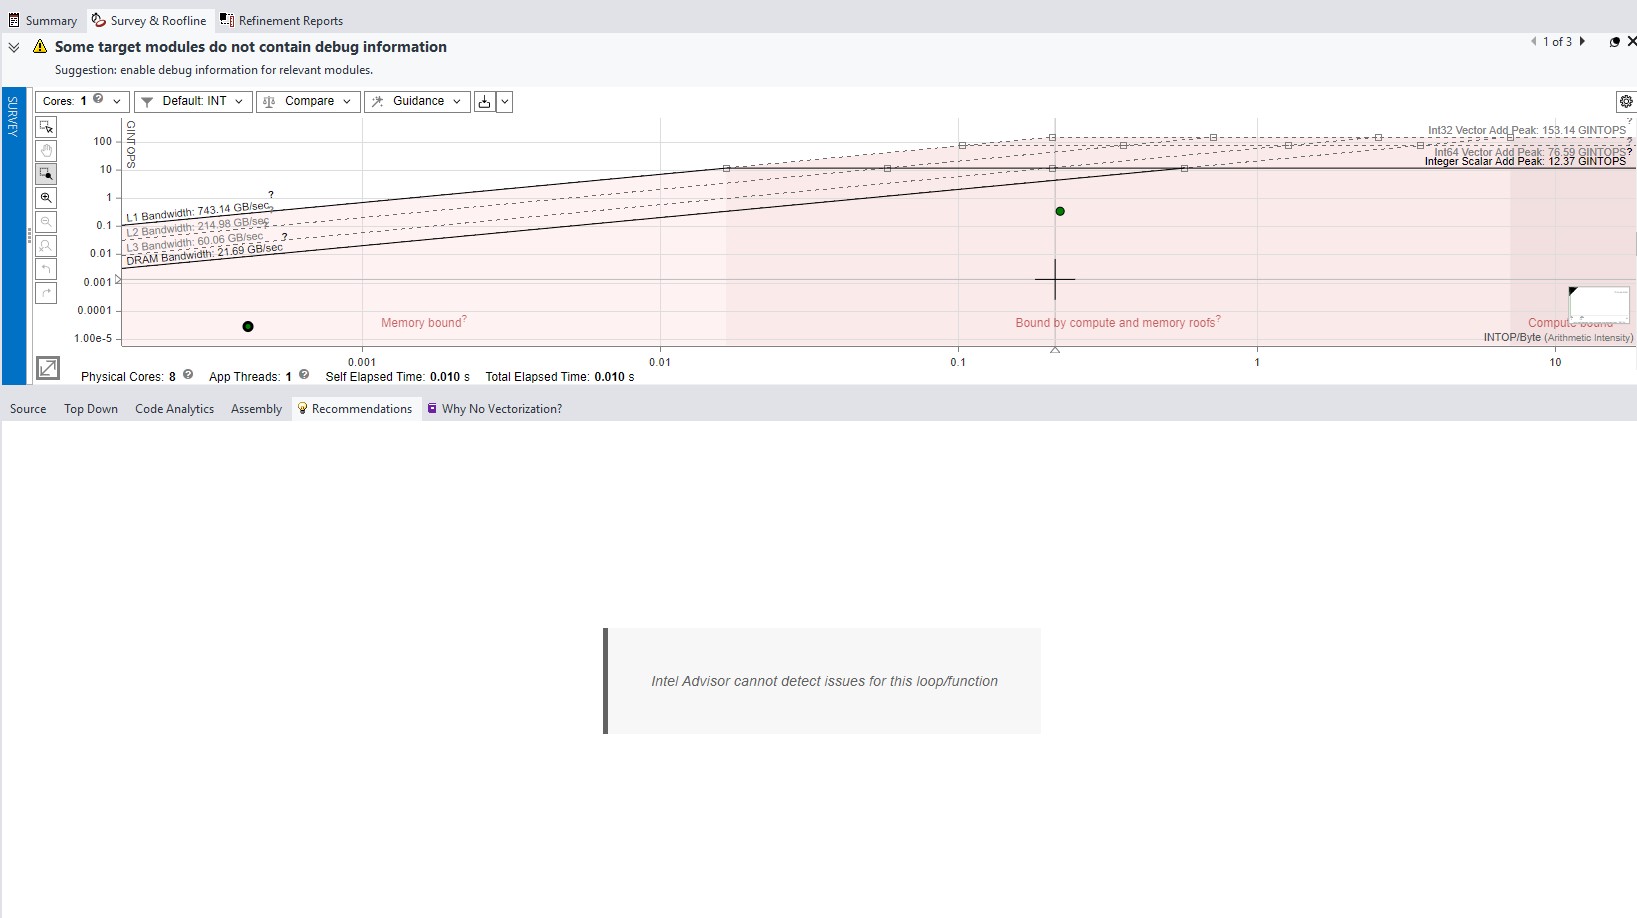 Summary Survey & Roofline Refinement Reports
Some target modules do not contain debug information
1 of 3
Suggestion: enable debug information for relevant modules.
SURVEY
Cores: 1 Default: INT Compare Guidance
GINTOPS
100
10
1
0.1
0.01
0.001
0.0001
1.00e-5
Int32 Vector Add Peak: 153.14 GINTOPS ?
Int64 Vector Add Peak: 76.59 GINTOPS ?
Integer Scalar Add Peak: 12.37 GINTOPS ?
L1 Bandwidth: 743.14 GB/sec ?
L2 Bandwidth: 214.98 GB/sec ?
L3 Bandwidth: 60.06 GB/sec
DRAM Bandwidth: 21.69 GB/sec ?
Memory bound? Bound by compute and memory roofs? Compute bound
INTOP/Byte (Arithmetic Intensity)
0.001 0.01 0.1 1 10
Physical Cores: 8 ? App Threads: 1 ? Self Elapsed Time: 0.010 s Total Elapsed Time: 0.010 s
Source Top Down Code Analytics Assembly Recommendations Why No Vectorization?
Intel Advisor cannot detect issues for this loop/function